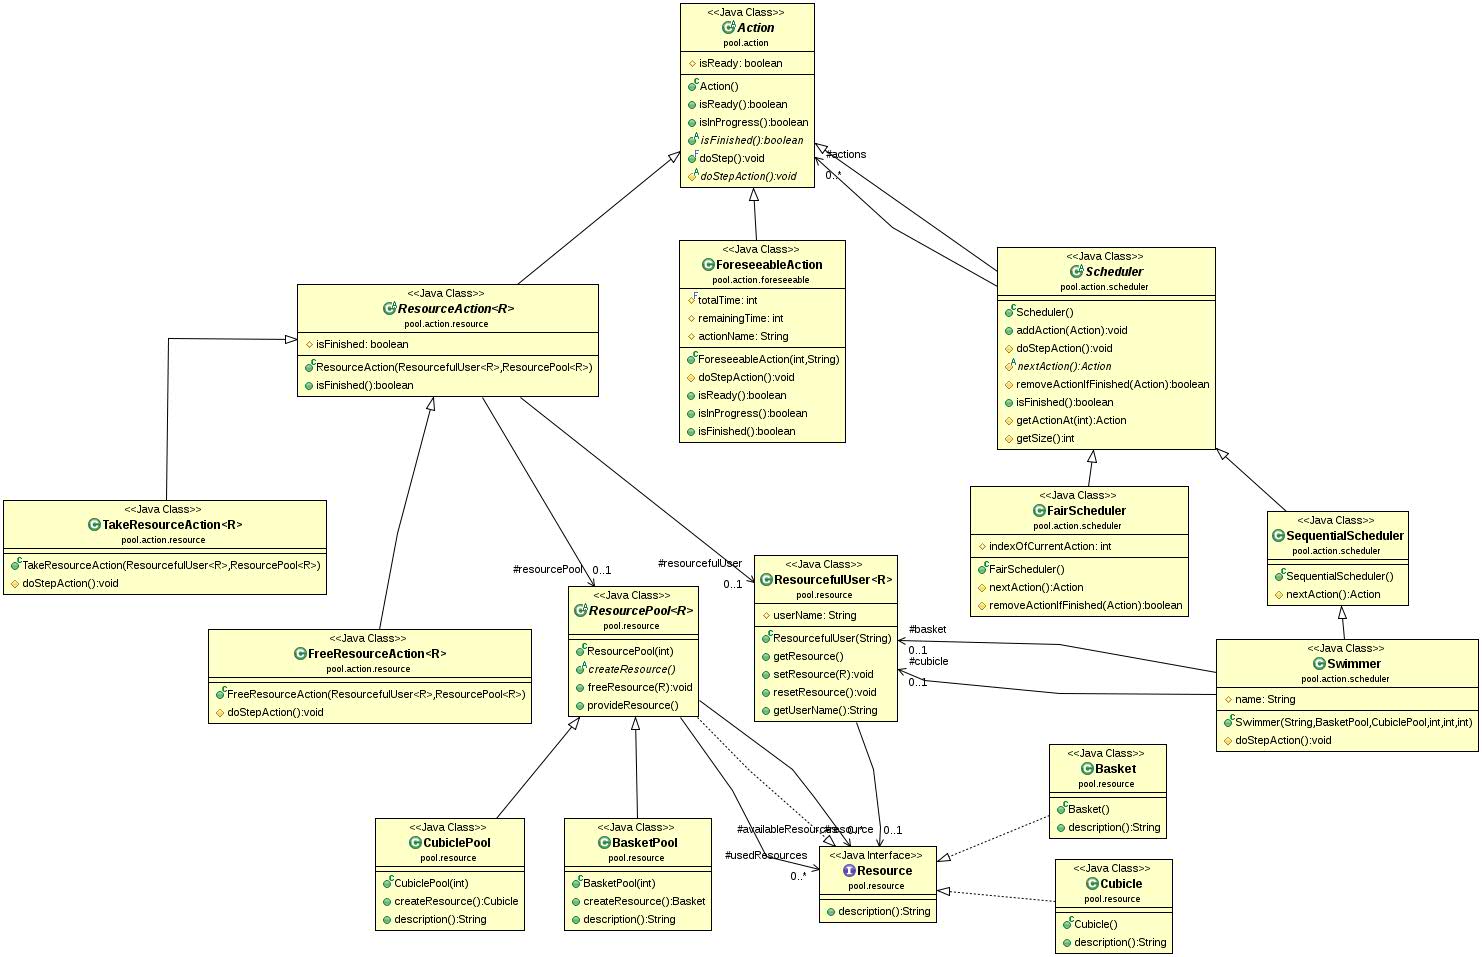 <<Java Class>>
Action
pool.action
isReady: boolean
Action()
isReady():boolean
isInProgress():boolean
isFinished():boolean
doStep():void
doStepAction():void
#actions
0..*
<<Java Class>>
ForeseeableAction
pool.action.foreseeable
totalTime: int
remainingTime: int
actionName: String
ForeseeableAction(int,String)
doStepAction():void
isReady():boolean
isInProgress():boolean
isFinished():boolean
<<Java Class>>
Scheduler
pool.action.scheduler
Scheduler()
addAction(Action):void
doStepAction():void
nextAction():Action
removeActionIfFinished(Action):boolean
isFinished():boolean
getActionAt(int):Action
getSize():int
<<Java Class>>
ResourceAction<R>
pool.action.resource
isFinished: boolean
ResourceAction(ResourcefulUser<R>,ResourcePool<R>)
isFinished():boolean
<<Java Class>>
TakeResourceAction<R>
pool.action.resource
TakeResourceAction(ResourcefulUser<R>,ResourcePool<R>)
doStepAction():void
<<Java Class>>
FairScheduler
pool.action.scheduler
indexOfCurrentAction: int
FairScheduler()
nextAction():Action
removeActionIfFinished(Action):boolean
<<Java Class>>
SequentialScheduler
pool.action.scheduler
SequentialScheduler()
nextAction():Action
#resourcePool
0..1
#resourcefulUser
0..1
<<Java Class>>
ResourcePool<R>
pool.resource
ResourcePool(int)
createResource()
freeResource(R):void
provideResource()
<<Java Class>>
ResourcefulUser<R>
pool.resource
userName: String
ResourcefulUser(String)
getResource()
setResource(R):void
resetResource():void
getUserName():String
#basket
0..1
#cubicle
0..1
<<Java Class>>
FreeResourceAction<R>
pool.action.resource
FreeResourceAction(ResourcefulUser<R>,ResourcePool<R>)
doStepAction():void
<<Java Class>>
Swimmer
pool.action.scheduler
name: String
Swimmer(String,BasketPool,CubiclePool,int,int,int)
doStepAction():void
<<Java Class>>
Basket
pool.resource
Basket()
description():String
<<Java Class>>
CubiclePool
pool.resource
CubiclePool(int)
createResource():Cubicle
description():String
<<Java Class>>
BasketPool
pool.resource
BasketPool(int)
createResource():Basket
description():String
#availableResources
0..*
#resource
0..1
#usedResources
0..*
<<Java Interface>>
Resource
pool.resource
description():String
<<Java Class>>
Cubicle
pool.resource
Cubicle()
description():String